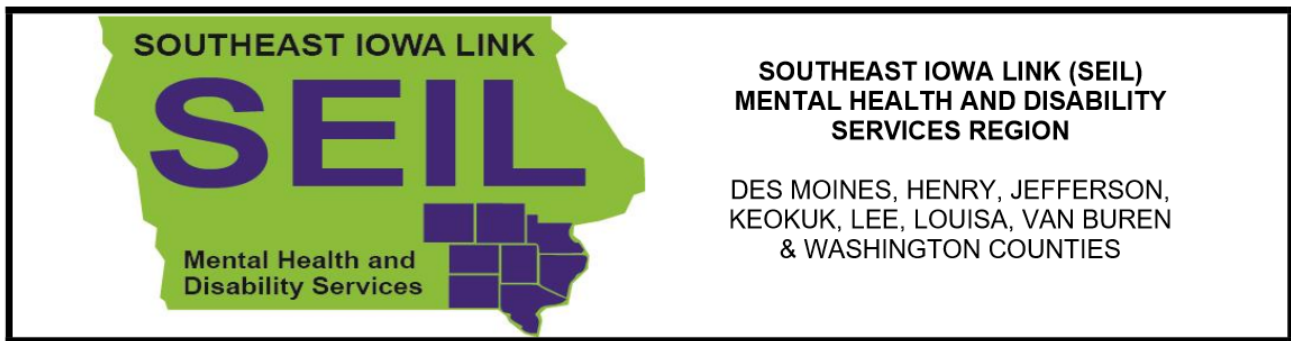 SOUTHEAST IOWA LINK
SEIL
Mental Health and
Disability Services
SOUTHEAST IOWA LINK (SEIL)
MENTAL HEALTH AND DISABILITY
SERVICES REGION
DES MOINES, HENRY, JEFFERSON,
KEOKUK, LEE, LOUISA, VAN BUREN
& WASHINGTON COUNTIES